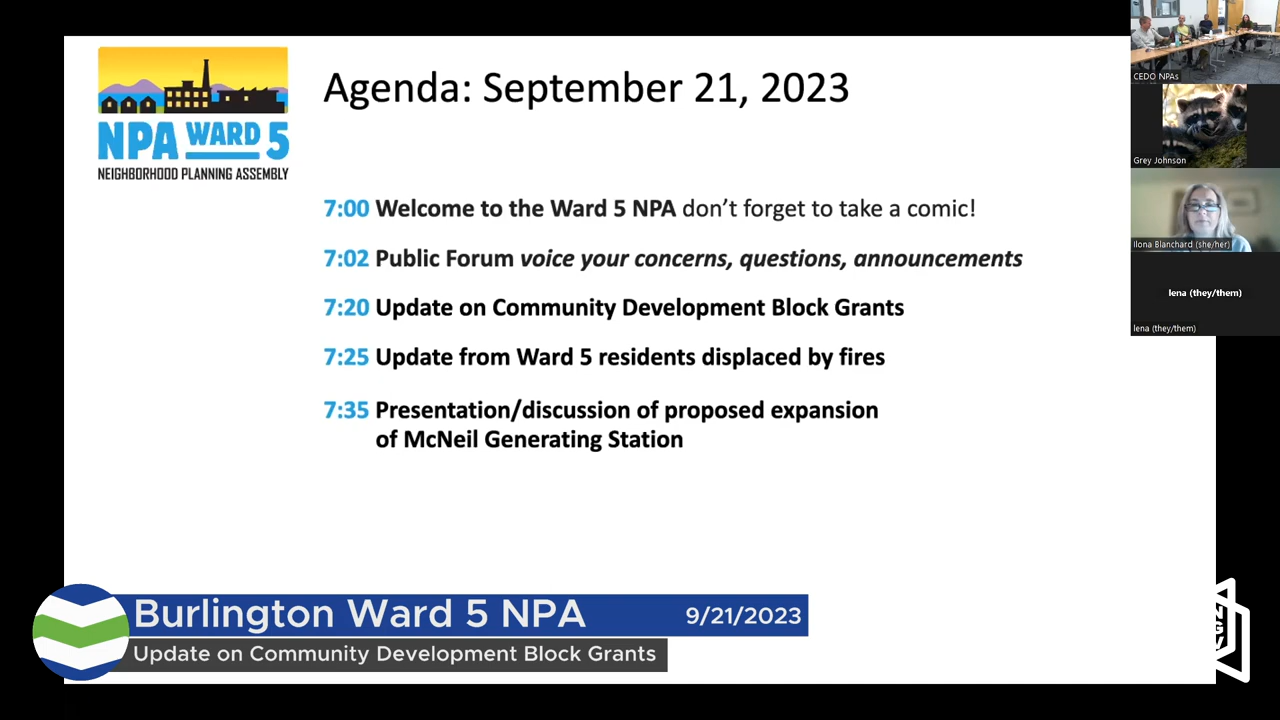 NPA WARD 5
NEIGHBORHOOD PLANNING ASSEMBLY
Agenda: September 21, 2023
7:00 Welcome to the Ward 5 NPA don't forget to take a comic!
7:02 Public Forum voice your concerns, questions, announcements
7:20 Update on Community Development Block Grants
7:25 Update from Ward 5 residents displaced by fires
7:35 Presentation/discussion of proposed expansion
of McNeil Generating Station
CEDO NPAs
Grey Johnson
Ilona Blanchard (she/her)
lena (they/them)
lena (they/them)
Burlington Ward 5 NPA 9/21/2023
Update on Community Development Block Grants